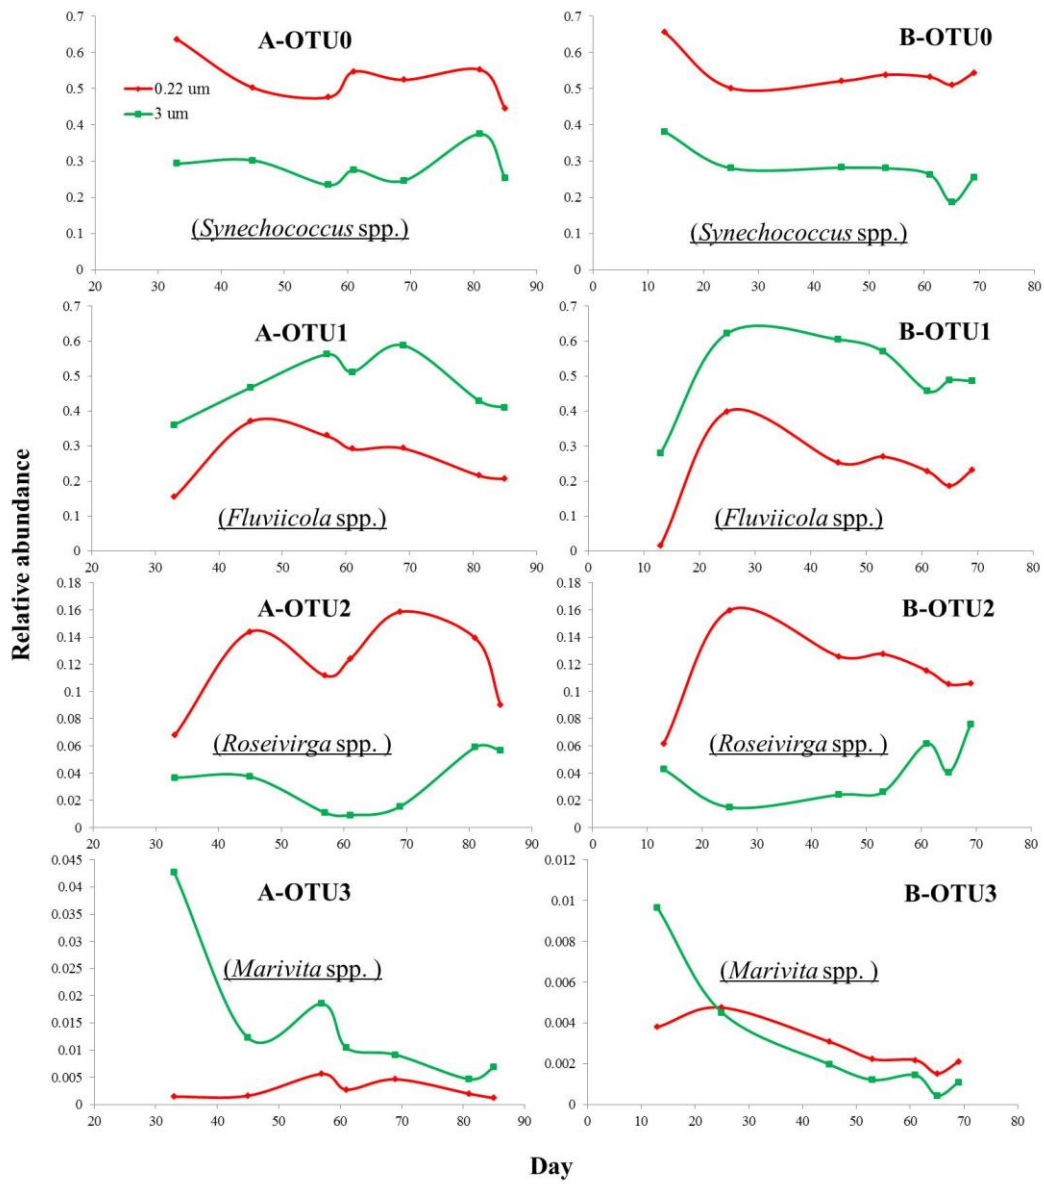 A-OTU0
0.7
0.6
0.5
0.4
0.3
0.2
0.1
0
0.22 um
3 um
(Synechococcus spp.)
20 30 40 50 60 70 80 90
B-OTU0
0.7
0.6
0.5
0.4
0.3
0.2
0.1
0
(Synechococcus spp.)
0 10 20 30 40 50 60 70 80
A-OTU1
0.7
0.6
0.5
0.4
0.3
0.2
0.1
0
(Fluviicola spp.)
20 30 40 50 60 70 80 90
B-OTU1
0.7
0.6
0.5
0.4
0.3
0.2
0.1
0
(Fluviicola spp.)
0 10 20 30 40 50 60 70 80
Relative abundance
A-OTU2
0.18
0.16
0.14
0.12
0.1
0.08
0.06
0.04
0.02
0
(Roseivirga spp. )
20 30 40 50 60 70 80 90
B-OTU2
0.18
0.16
0.14
0.12
0.1
0.08
0.06
0.04
0.02
0
(Roseivirga spp. )
0 10 20 30 40 50 60 70 80
A-OTU3
0.045
0.04
0.035
0.03
0.025
0.02
0.015
0.01
0.005
0
(Marivita spp. )
20 30 40 50 60 70 80 90
B-OTU3
0.012
0.01
0.008
0.006
0.004
0.002
0
(Marivita spp. )
0 10 20 30 40 50 60 70 80
Day